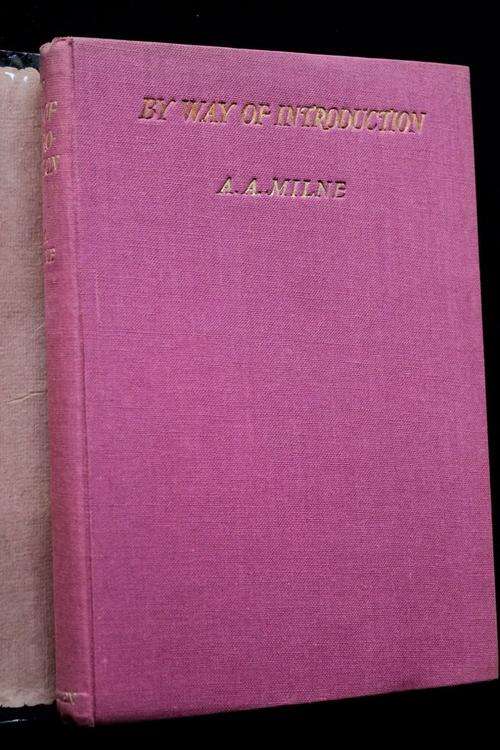 BY WAY OF INTRODUCTION
A. A. MILNE